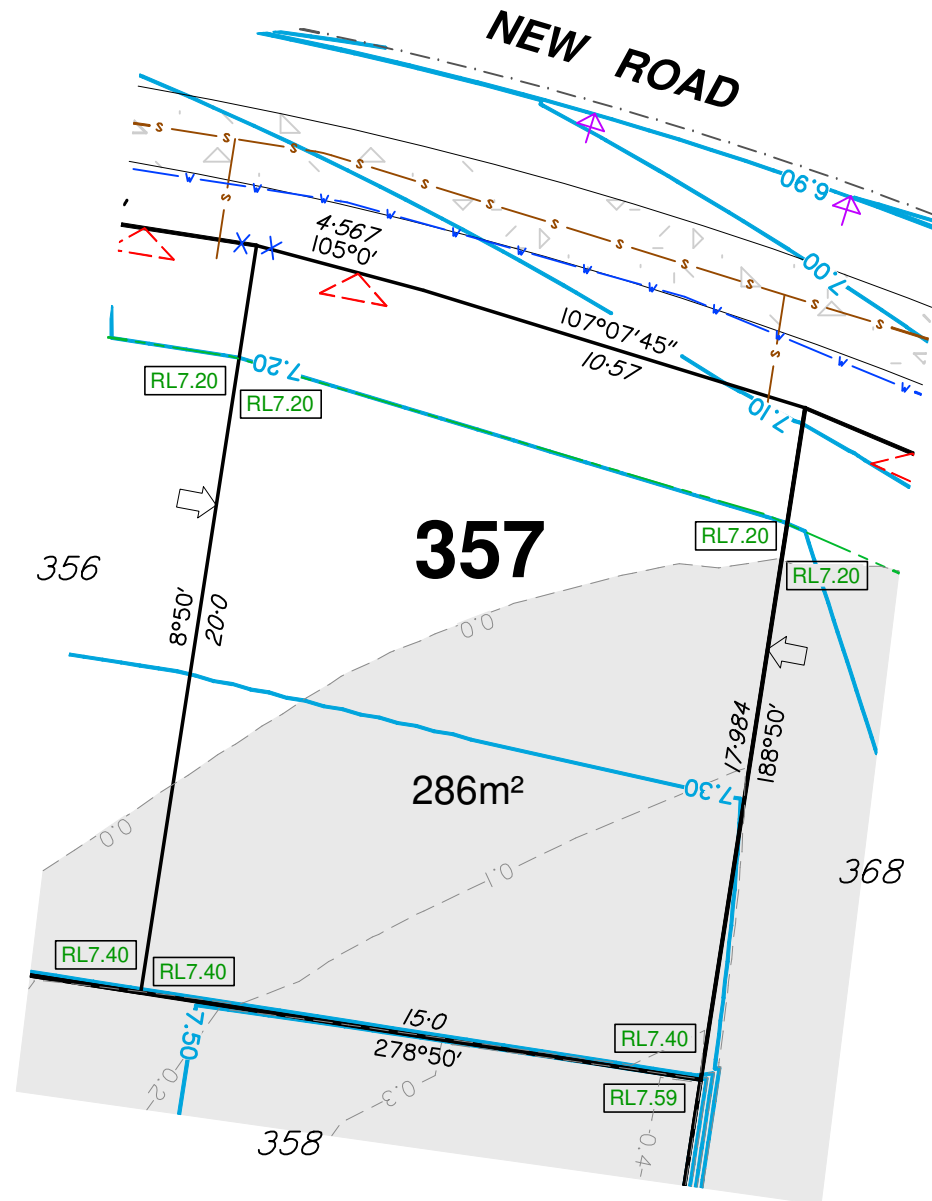 NEW ROAD
6.90
s s s s s s s s s s s s
w w w w w w w w w w w w
4·567
105°0'
7.00
107°07'45"
10·57
7.20
7.10
RL7.20
RL7.20
357
RL7.20
RL7.20
356
8°50'
20·0
0.0
17·984
188°50'
286m²
7.30
0.0
0.1
368
RL7.40
RL7.40
15·0
278°50'
RL7.40
RL7.59
7.50
0.2
0.3
0.4
358